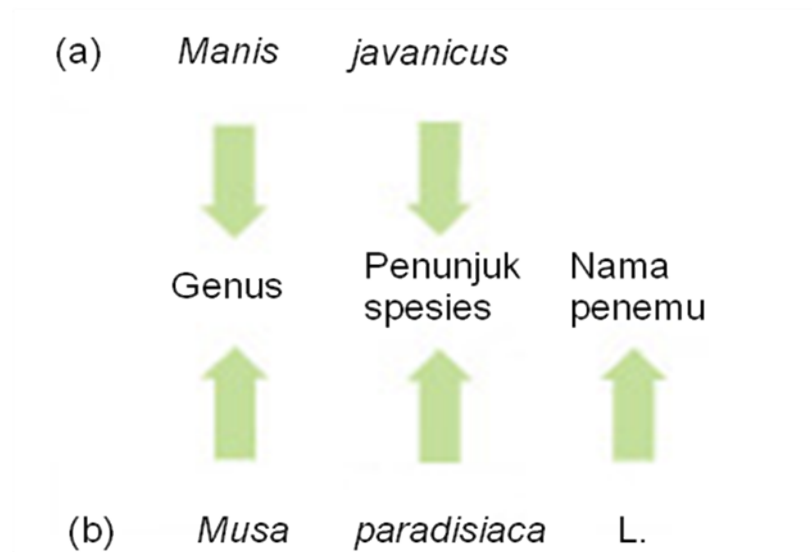 (a) Manis javanicus
Genus
Penunjuk spesies
Nama penemu
(b) Musa paradisiaca L.